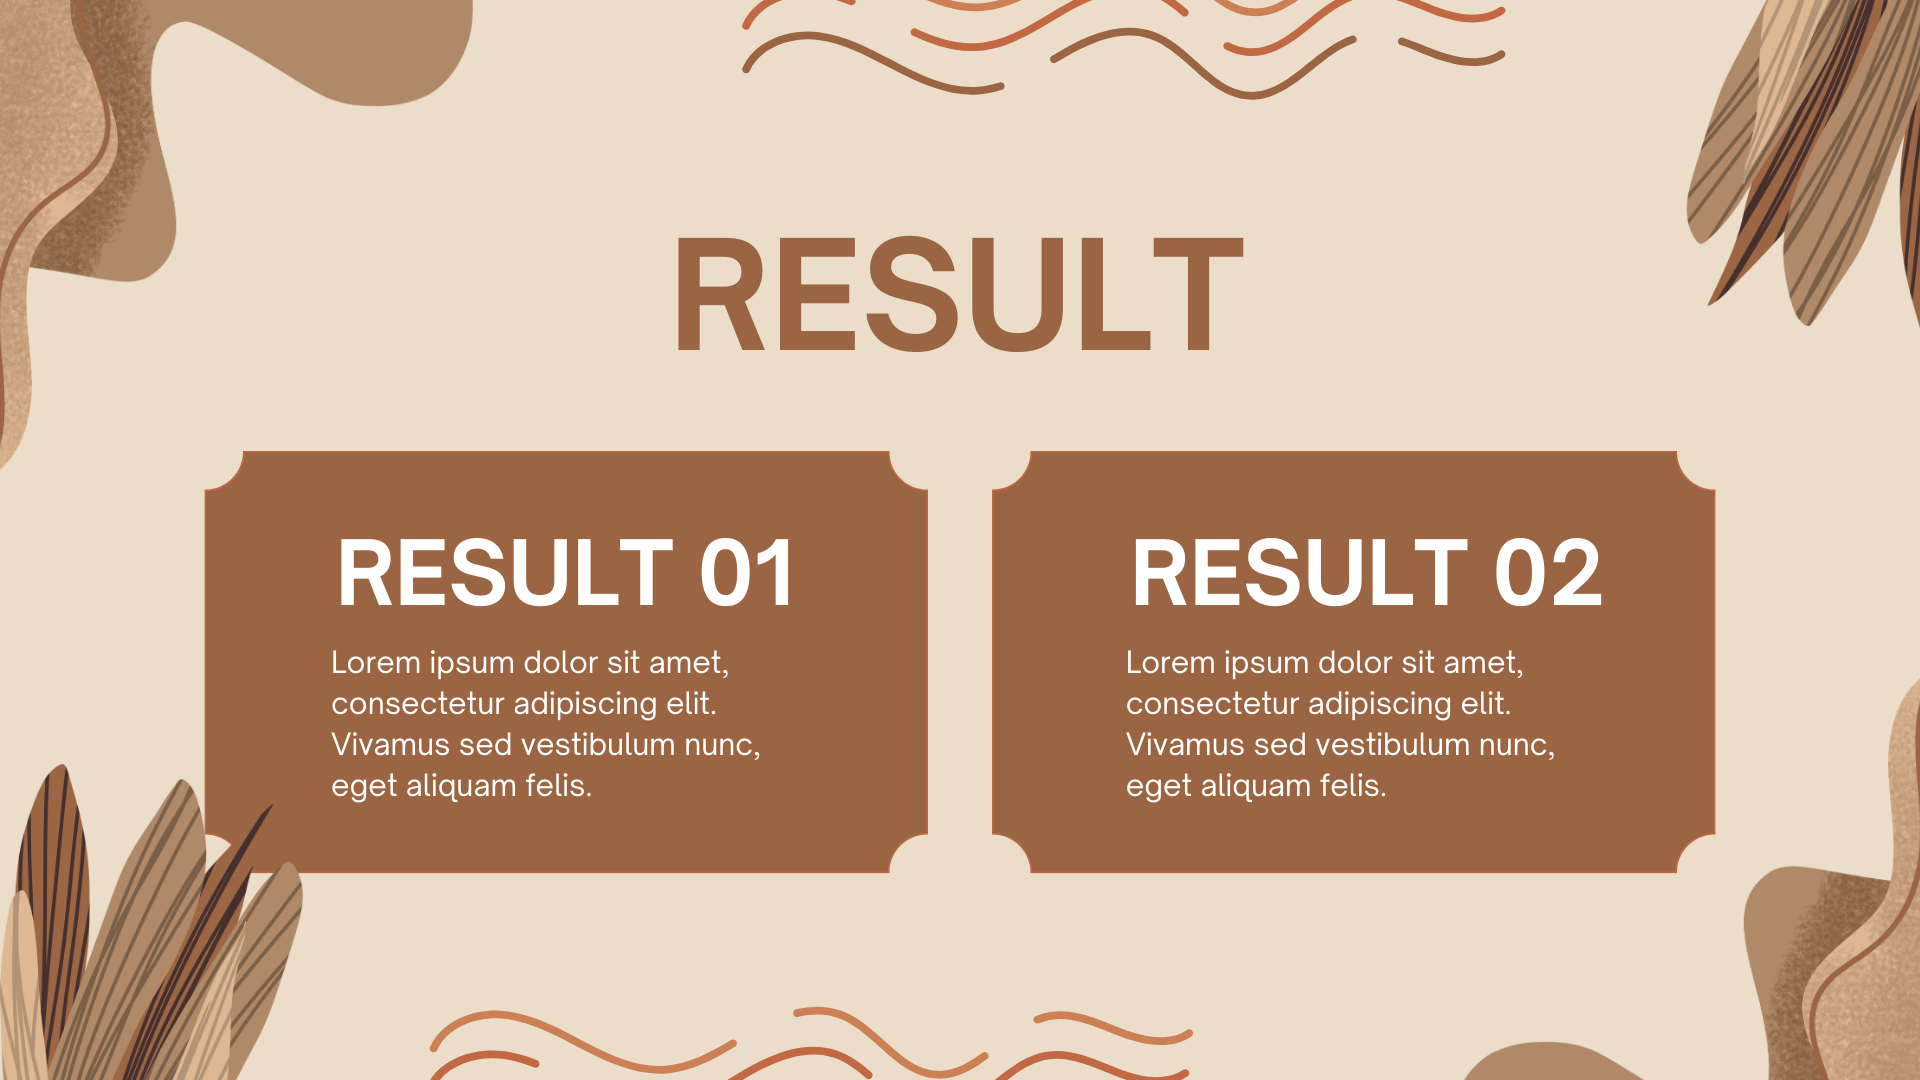 RESULT
RESULT 01
Lorem ipsum dolor sit amet,
consectetur adipiscing elit.
Vivamus sed vestibulum nunc,
eget aliquam felis.
RESULT 02
Lorem ipsum dolor sit amet,
consectetur adipiscing elit.
Vivamus sed vestibulum nunc,
eget aliquam felis.